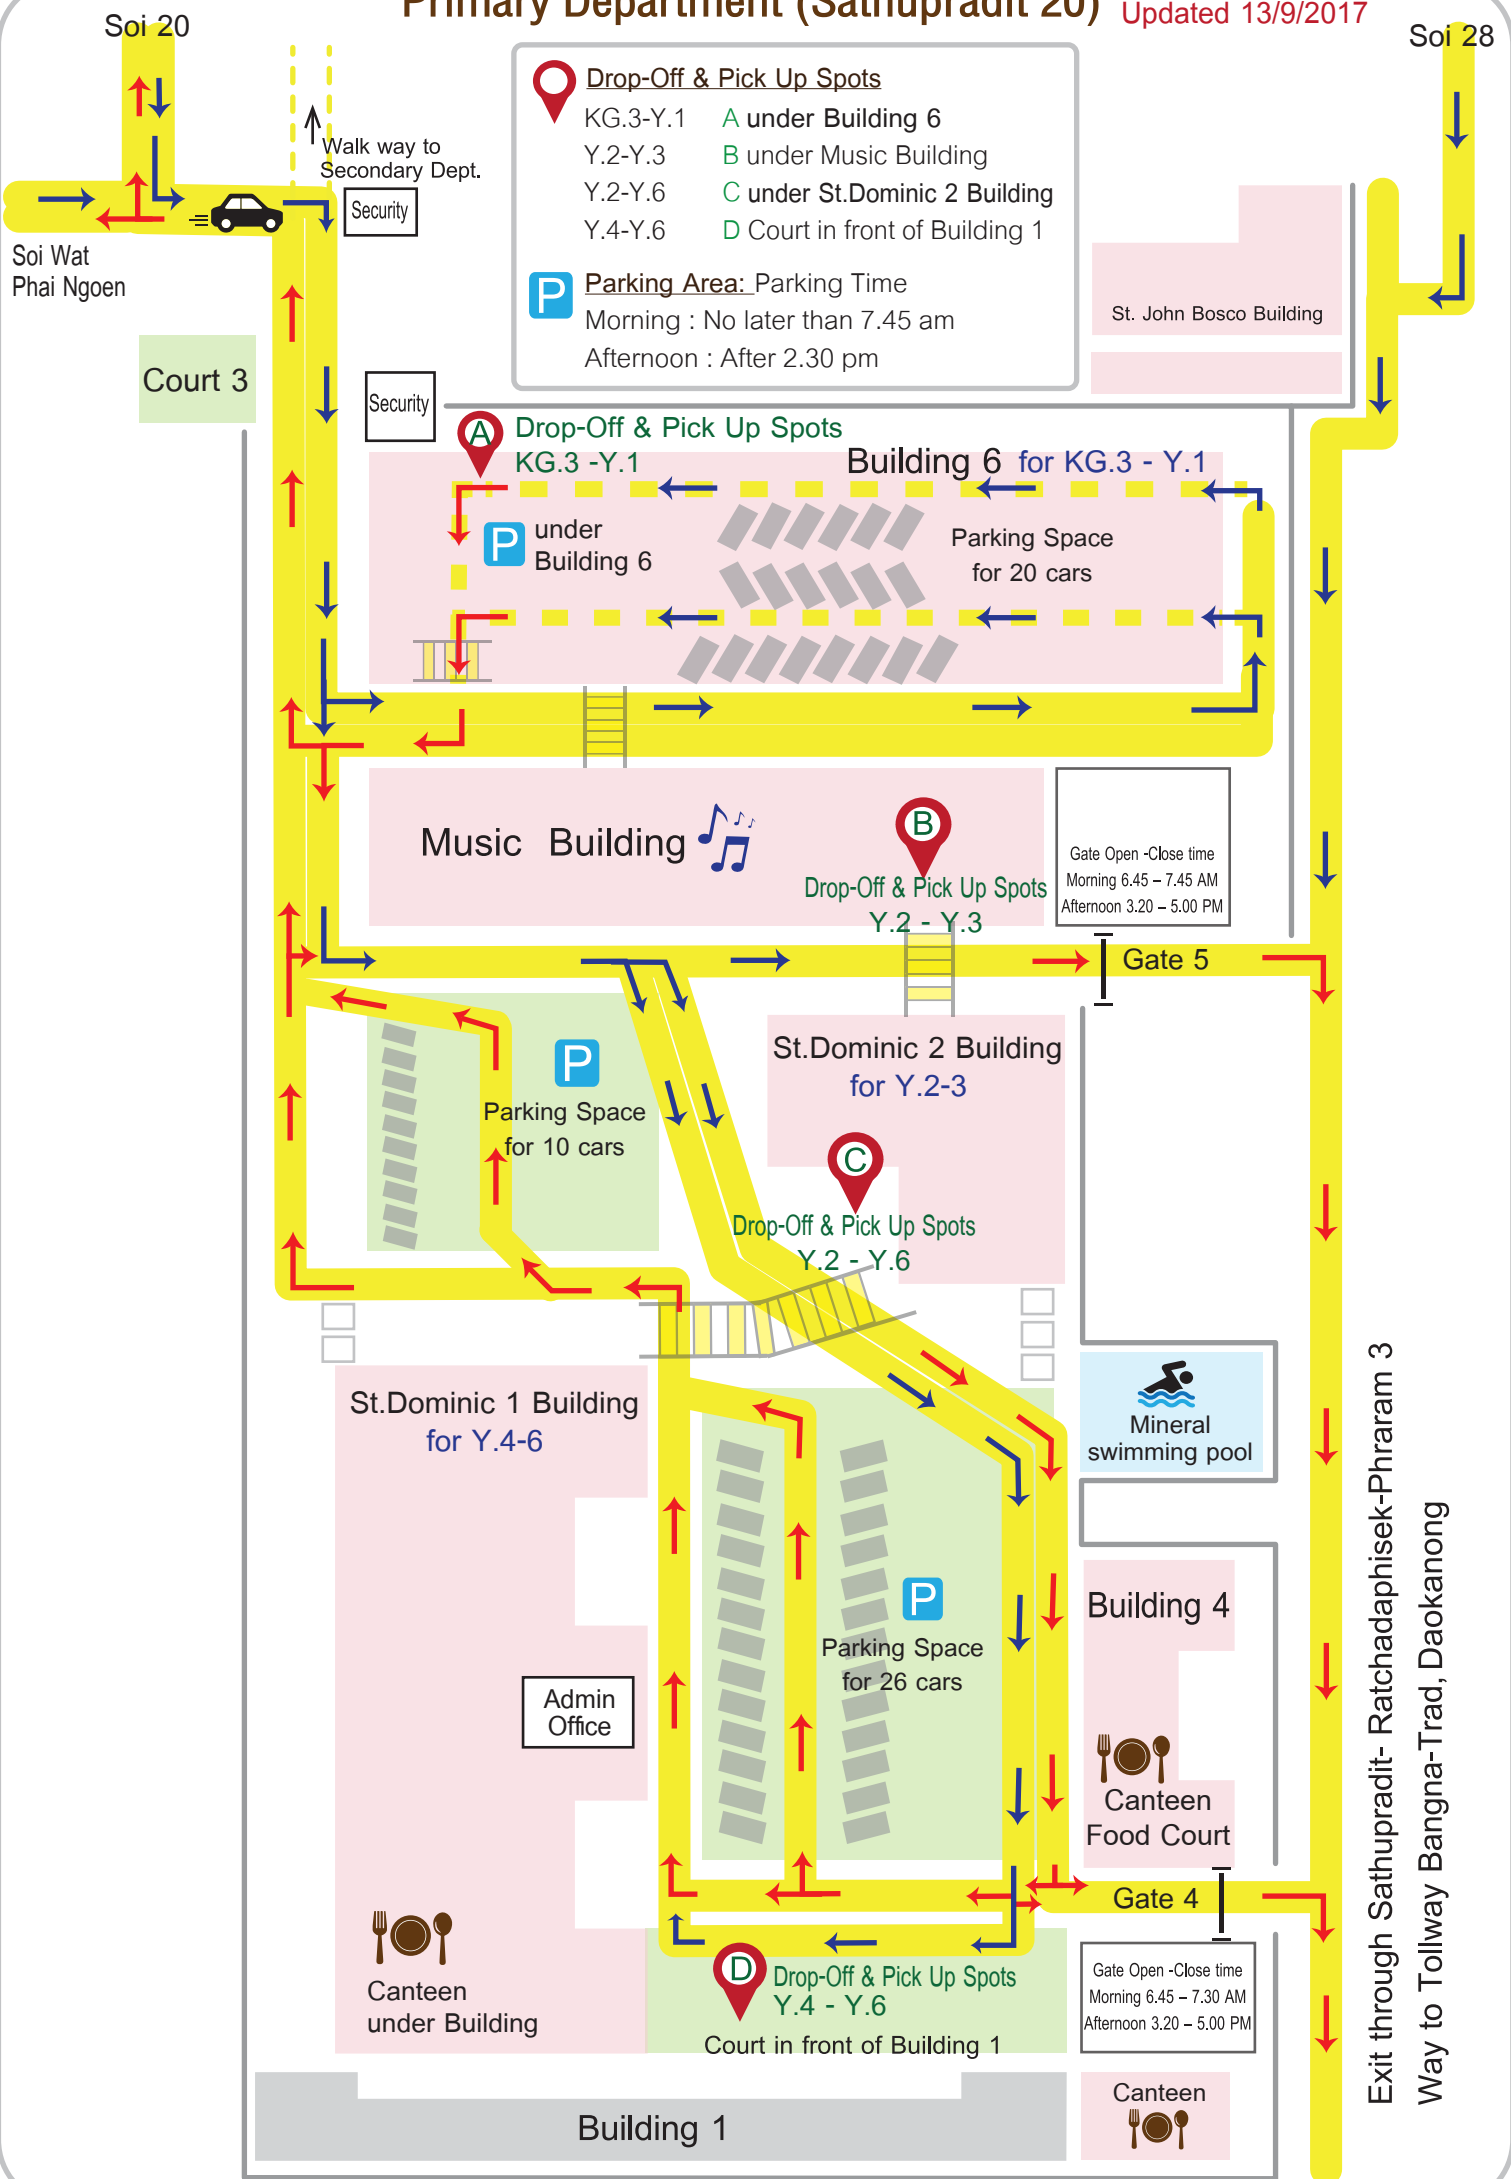 Primary Department (Sathupradit 20)
Updated 13/9/2017
Soi 20
Soi 28
Drop-Off & Pick Up Spots
KG.3-Y.1 A under Building 6
Y.2-Y.3 B under Music Building
Y.2-Y.6 C under St.Dominic 2 Building
Y.4-Y.6 D Court in front of Building 1
P Parking Area: Parking Time
Morning : No later than 7.45 am
Afternoon : After 2.30 pm
Walk way to
Secondary Dept.
Security
Soi Wat
Phai Ngoen
St. John Bosco Building
Court 3
Security
A Drop-Off & Pick Up Spots
KG.3 -Y.1
Building 6 for KG.3 - Y.1
P under
Building 6
Parking Space
for 20 cars
Music Building
B
Drop-Off & Pick Up Spots
Y.2 - Y.3
Gate Open -Close time
Morning 6.45 – 7.45 AM
Afternoon 3.20 – 5.00 PM
Gate 5
P
Parking Space
for 10 cars
St.Dominic 2 Building
for Y.2-3
C
Drop-Off & Pick Up Spots
Y.2 - Y.6
St.Dominic 1 Building
for Y.4-6
Mineral
swimming pool
P
Parking Space
for 26 cars
Building 4
Admin
Office
Canteen
Food Court
Gate 4
Canteen
under Building
D Drop-Off & Pick Up Spots
Y.4 - Y.6
Court in front of Building 1
Gate Open -Close time
Morning 6.45 – 7.30 AM
Afternoon 3.20 – 5.00 PM
Building 1
Canteen
Exit through Sathupradit- Ratchadaphisek-Phraram 3
Way to Tollway Bangna-Trad, Daokanong